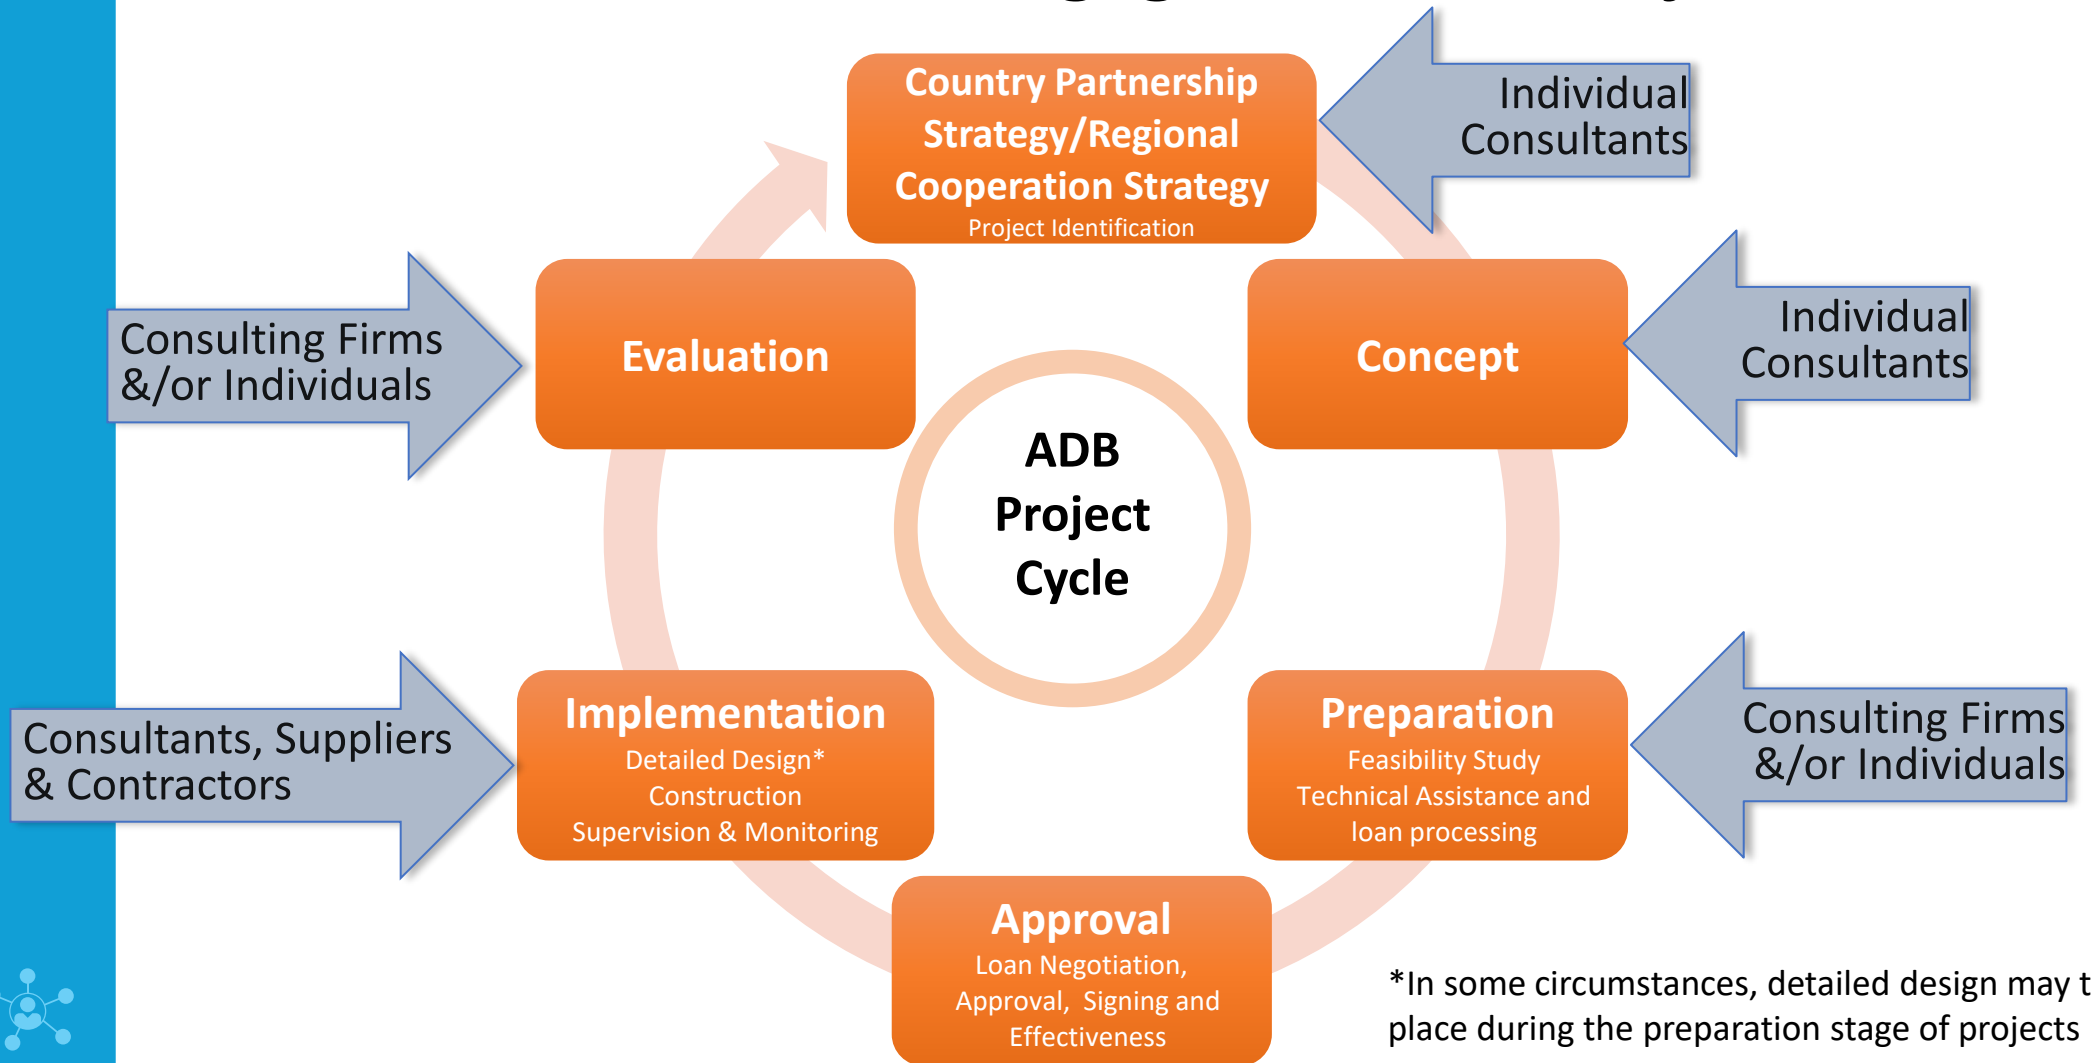 Country Partnership
Strategy/Regional
Cooperation Strategy
Project Identification
Individual
Consultants
Concept
Individual
Consultants
Preparation
Feasibility Study
Technical Assistance and
loan processing
Consulting Firms
&/or Individuals
Approval
Loan Negotiation,
Approval, Signing and
Effectiveness
Implementation
Detailed Design*
Construction
Supervision & Monitoring
Consultants, Suppliers
& Contractors
Evaluation
Consulting Firms
&/or Individuals
ADB
Project
Cycle
*In some circumstances, detailed design may t
place during the preparation stage of projects